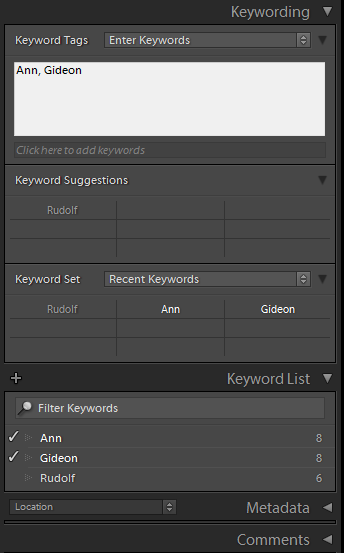 Keywording
Keyword Tags Enter Keywords
Ann, Gideon
Click here to add keywords
Keyword Suggestions
Rudolf
Keyword Set Recent Keywords
Rudolf Ann Gideon
Keyword List
Filter Keywords
Ann 8
Gideon 8
Rudolf 6
Location Metadata
Comments